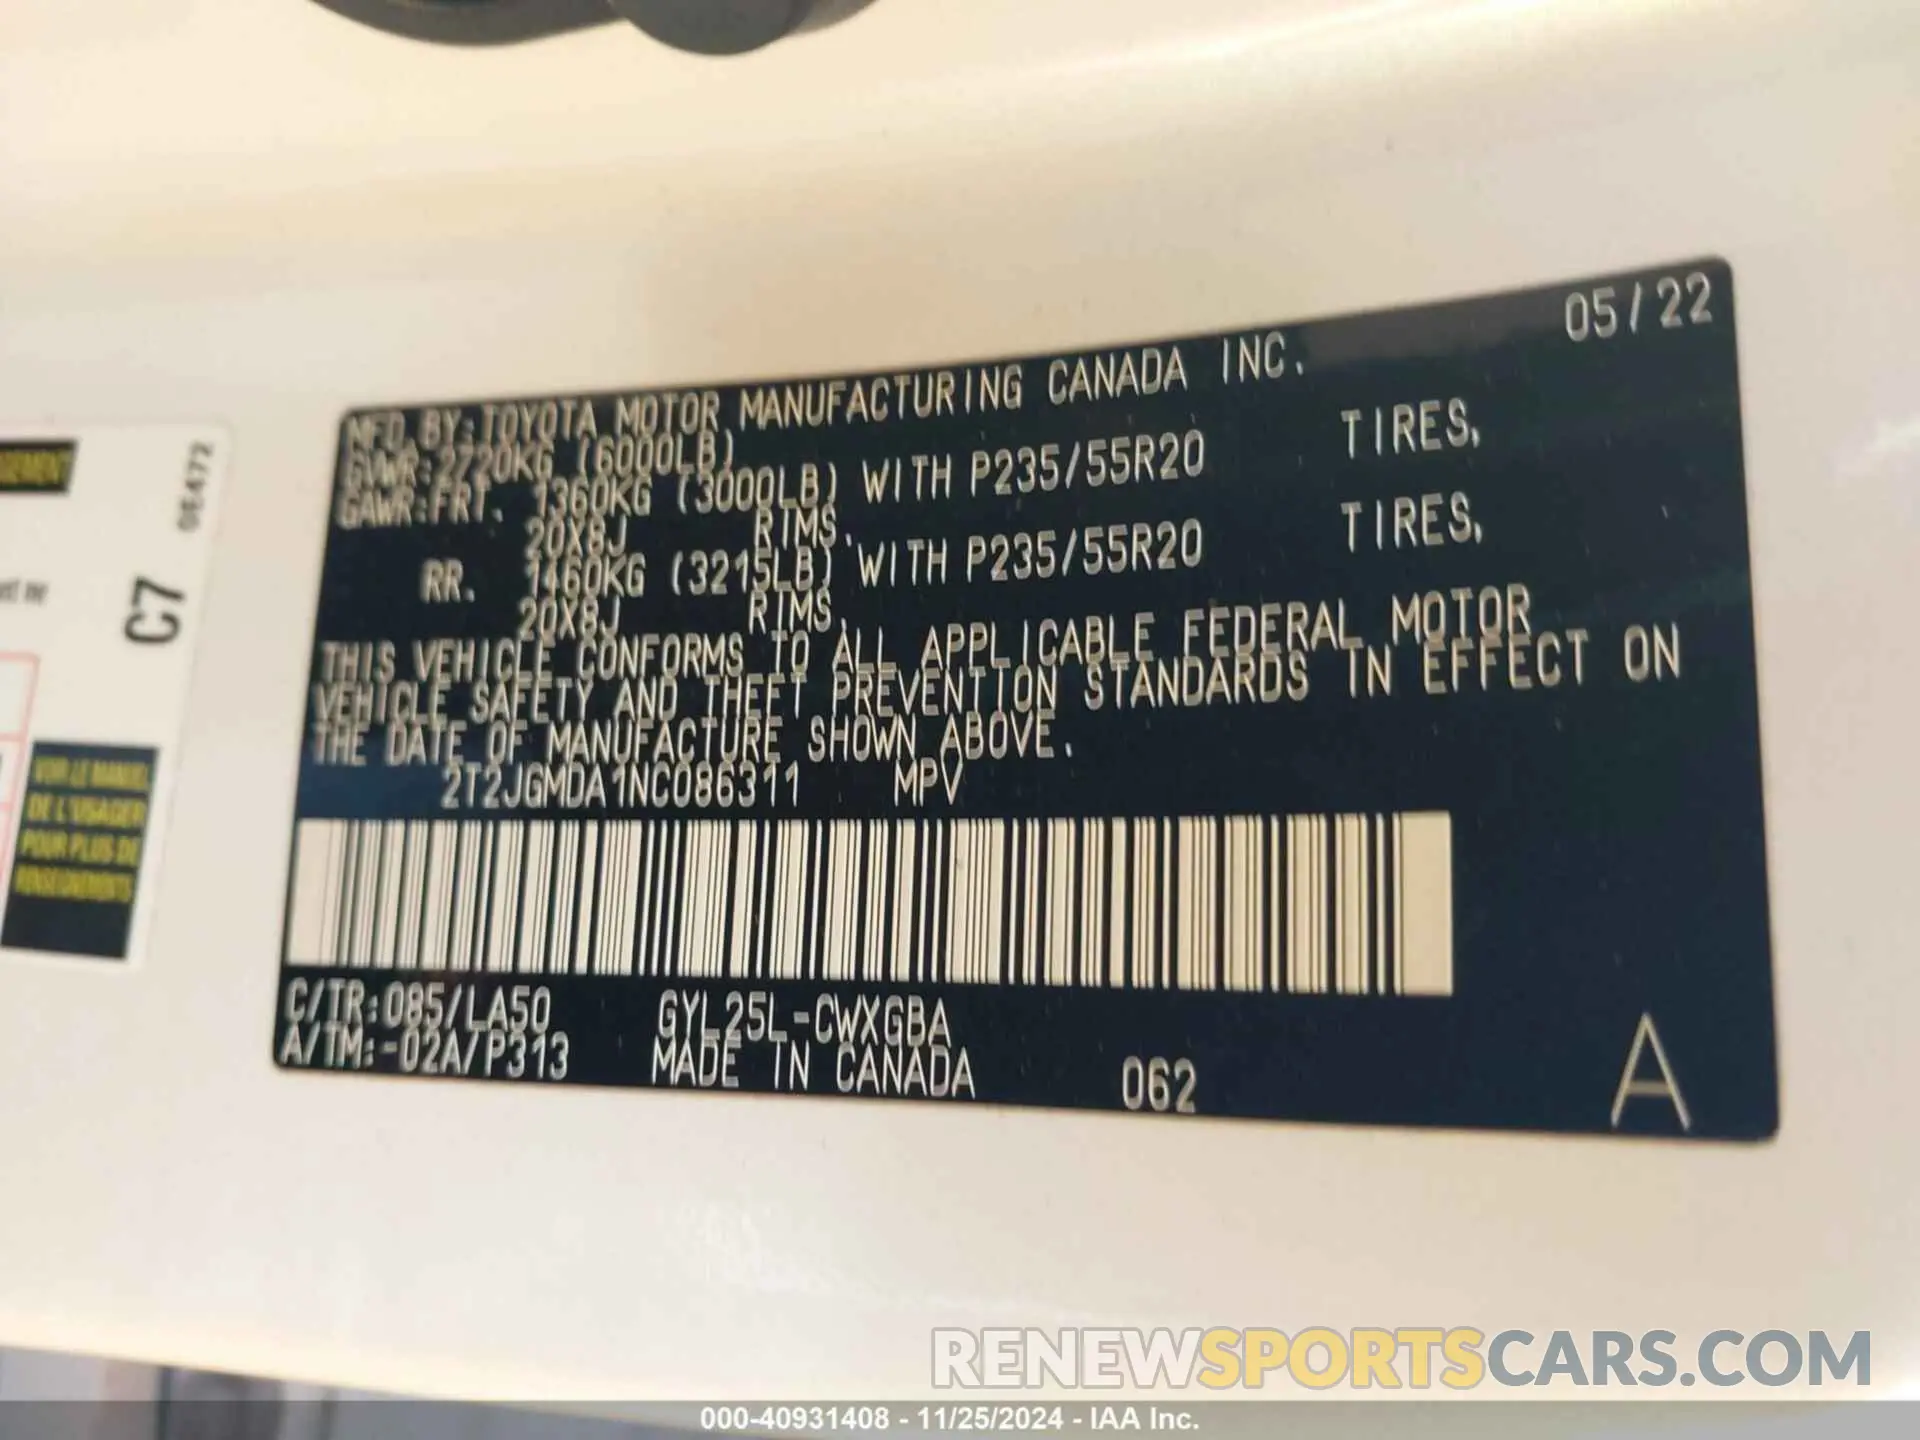 05/22
MFD. BY: TOYOTA MOTOR MANUFACTURING CANADA INC.
GVWR: 2720KG (6000LB)
GAWR: FRT. 1360KG (3000LB) WITH P235/55R20 TIRES,
20X8J RIMS.
RR. 1460KG (3215LB) WITH P235/55R20 TIRES,
20X8J RIMS.
THIS VEHICLE CONFORMS TO ALL APPLICABLE FEDERAL MOTOR
VEHICLE SAFETY AND THEFT PREVENTION STANDARDS IN EFFECT ON
THE DATE OF MANUFACTURE SHOWN ABOVE.
2T2JGMDA1NC086311 MPV
C/TR: 085/LA50 GYL25L-CWXGBA
A/TM: -02A/P313 MADE IN CANADA 062 A
0E472
C7
VOIR LE MANUEL
DE L'USAGER
POUR PLUS DE
RENSEIGNEMENTS
RENEWSPORTSCARS.COM
000-40931408 - 11/25/2024 - IAA Inc.